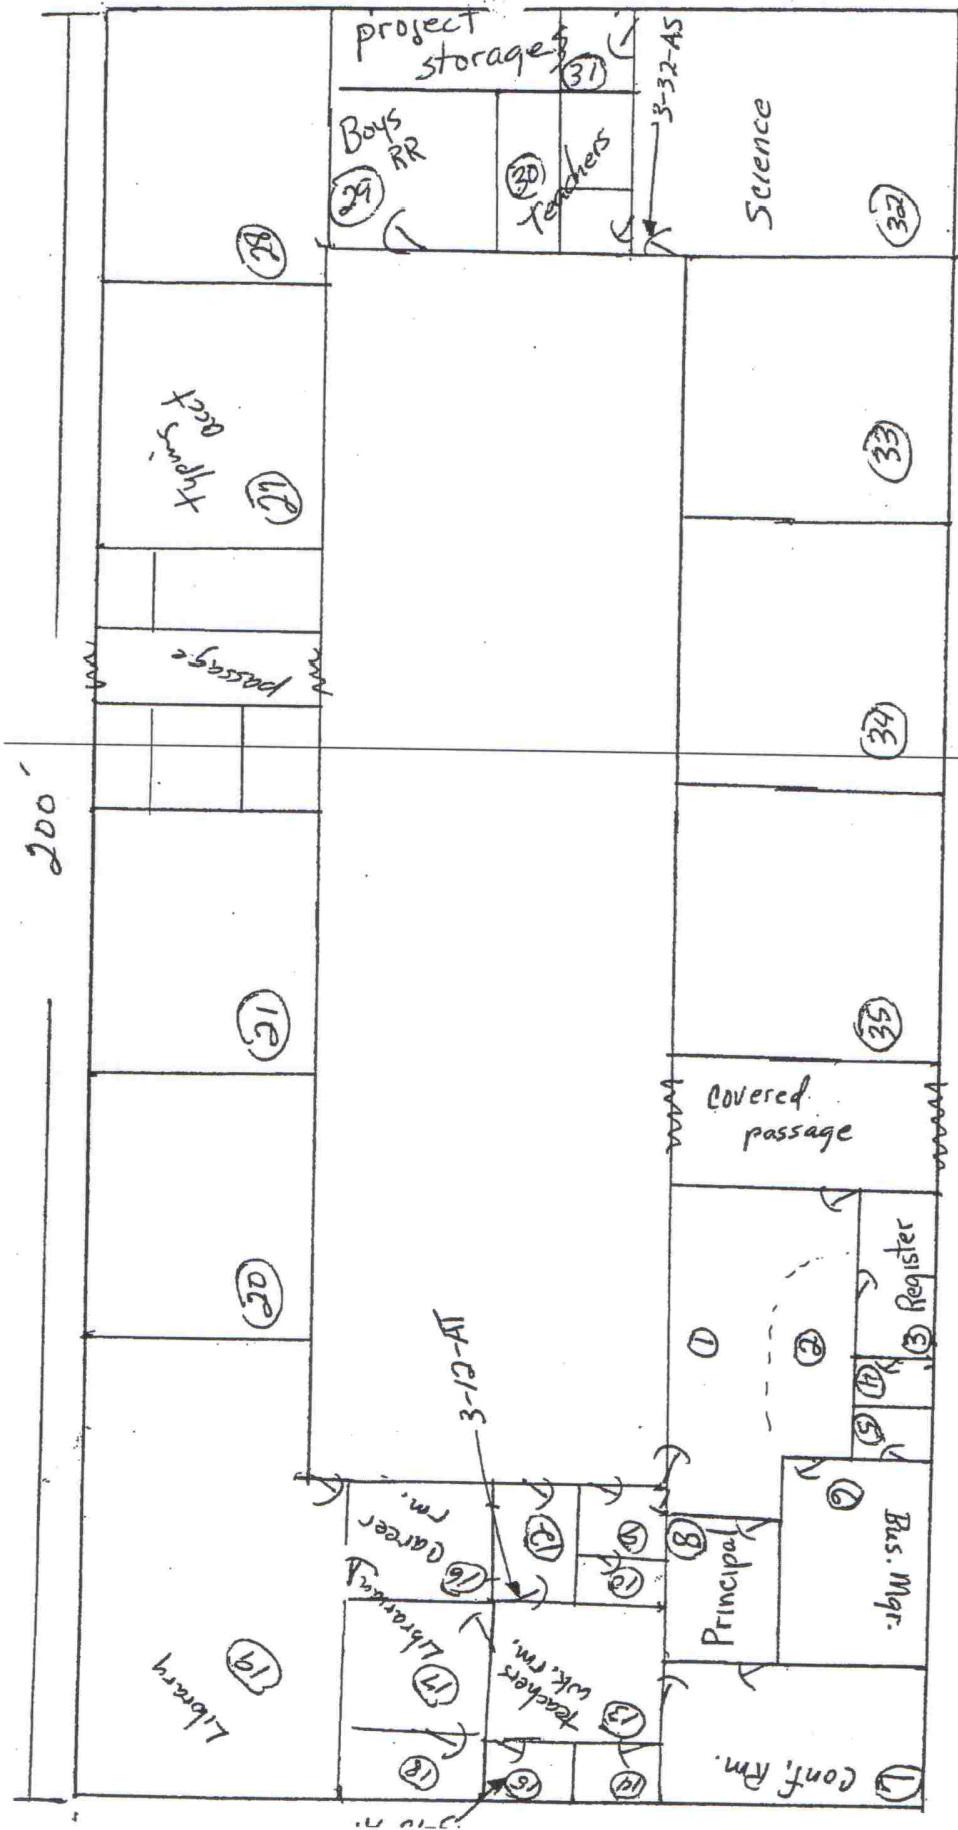 project
storage
31
3-32-AS
Boys
RR
29
30
Teachers
Science
32
28
typing
acct
27
33
passage
34
200'
21
35
Covered
passage
20
Register
3
1
2
4
5
3-12-AT
6
Bus. Mgr.
Career
rm.
16
12
10
8
Principal
Library
19
Librarian
17
teachers
wk. rm.
13
18
15
14
Conf. Rm.